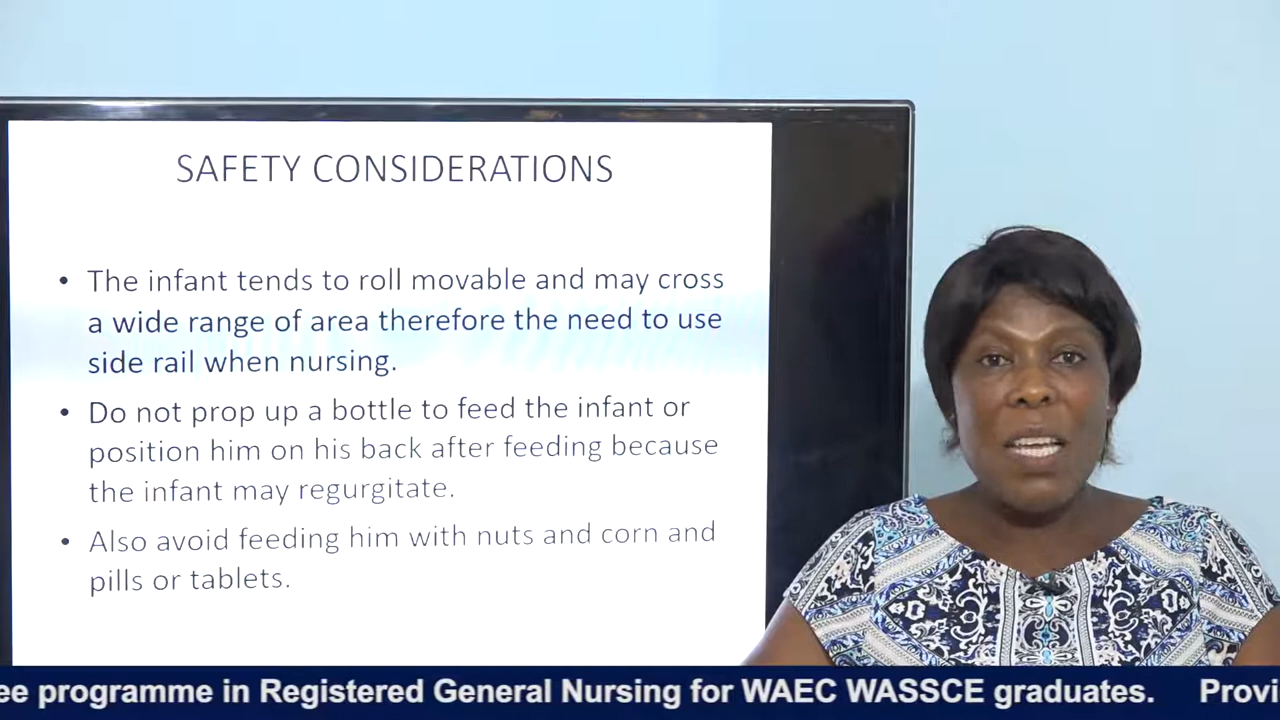 SAFETY CONSIDERATIONS
• The infant tends to roll movable and may cross
a wide range of area therefore the need to use
side rail when nursing.
• Do not prop up a bottle to feed the infant or
position him on his back after feeding because
the infant may regurgitate.
• Also avoid feeding him with nuts and corn and
pills or tablets.
ee programme in Registered General Nursing for WAEC WASSCE graduates. Provi